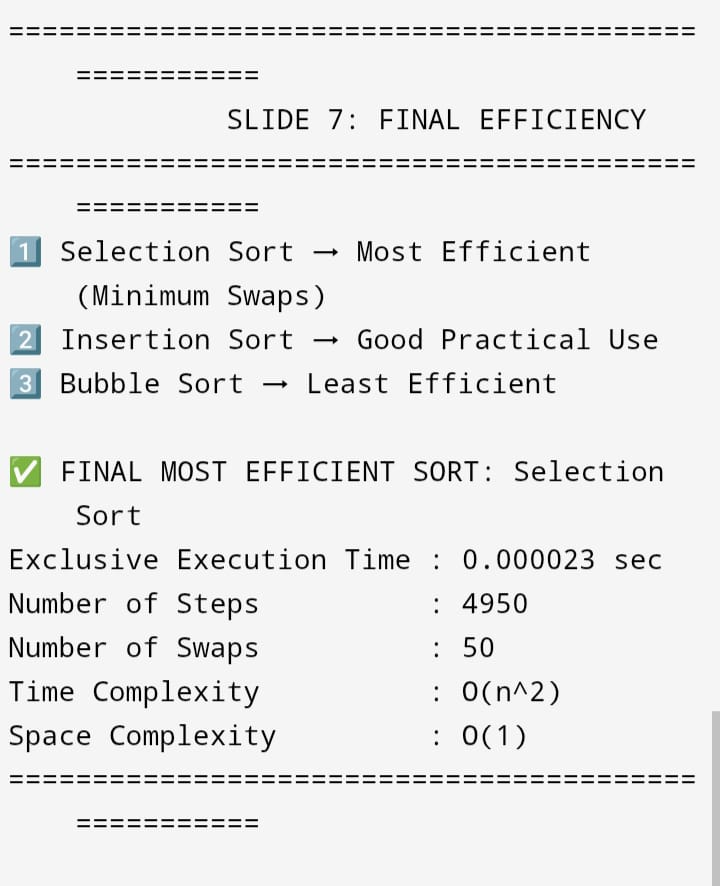 =========================================
===========
SLIDE 7: FINAL EFFICIENCY
=========================================
===========
1️⃣ Selection Sort → Most Efficient
(Minimum Swaps)
2️⃣ Insertion Sort → Good Practical Use
3️⃣ Bubble Sort → Least Efficient
✅ FINAL MOST EFFICIENT SORT: Selection
Sort
Exclusive Execution Time : 0.000023 sec
Number of Steps          : 4950
Number of Swaps          : 50
Time Complexity          : O(n^2)
Space Complexity         : O(1)
=========================================
===========